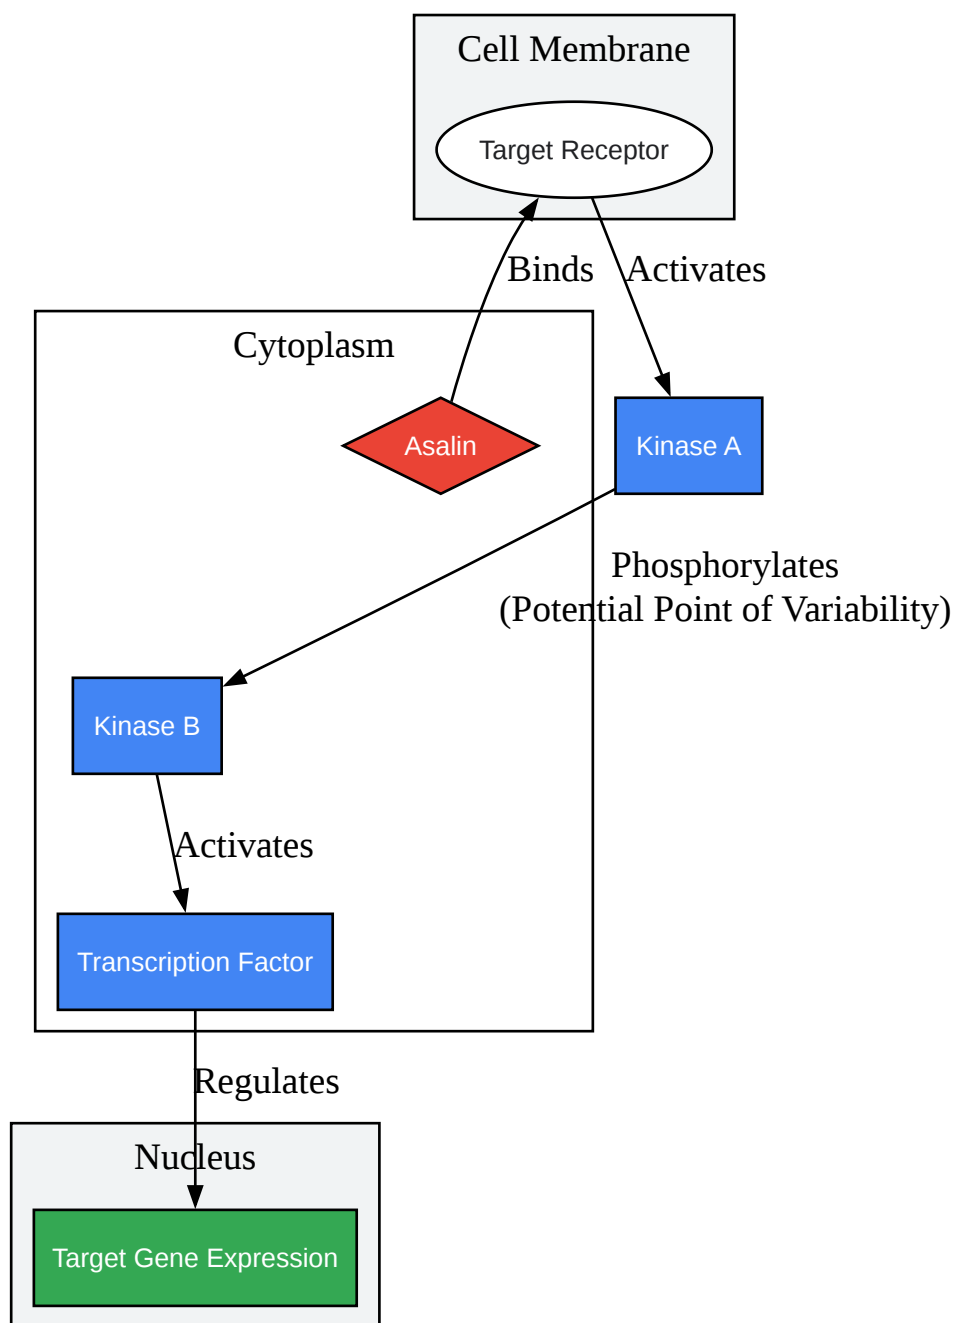 Cell Membrane
Target Receptor
Binds
Activates
Cytoplasm
Asalin
Kinase A
Phosphorylates
(Potential Point of Variability)
Kinase B
Activates
Transcription Factor
Regulates
Nucleus
Target Gene Expression